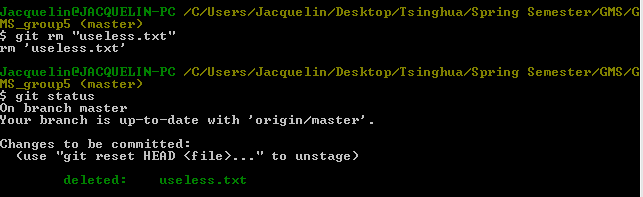 Jacquelin@JACQUELIN-PC /C/Users/Jacquelin/Desktop/Tsinghua/Spring Semester/GMS/G
MS_group5 (master)
$ git rm "useless.txt"
rm 'useless.txt'
Jacquelin@JACQUELIN-PC /C/Users/Jacquelin/Desktop/Tsinghua/Spring Semester/GMS/G
MS_group5 (master)
$ git status
On branch master
Your branch is up-to-date with 'origin/master'.
Changes to be committed:
  (use "git reset HEAD <file>..." to unstage)
        deleted:    useless.txt